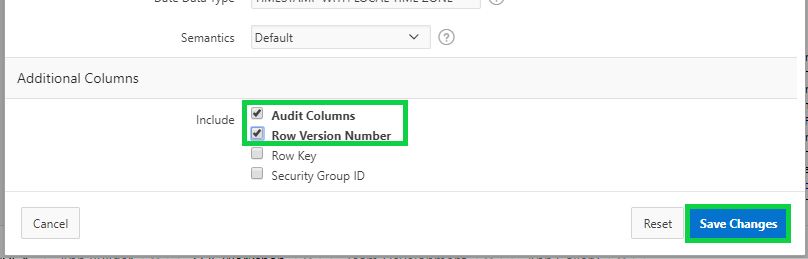 Date Data Type TIMESTAMP WITH LOCAL TIME ZONE ?
Semantics Default ?
Additional Columns
Include Audit Columns
Row Version Number
Row Key
Security Group ID
Cancel Reset Save Changes